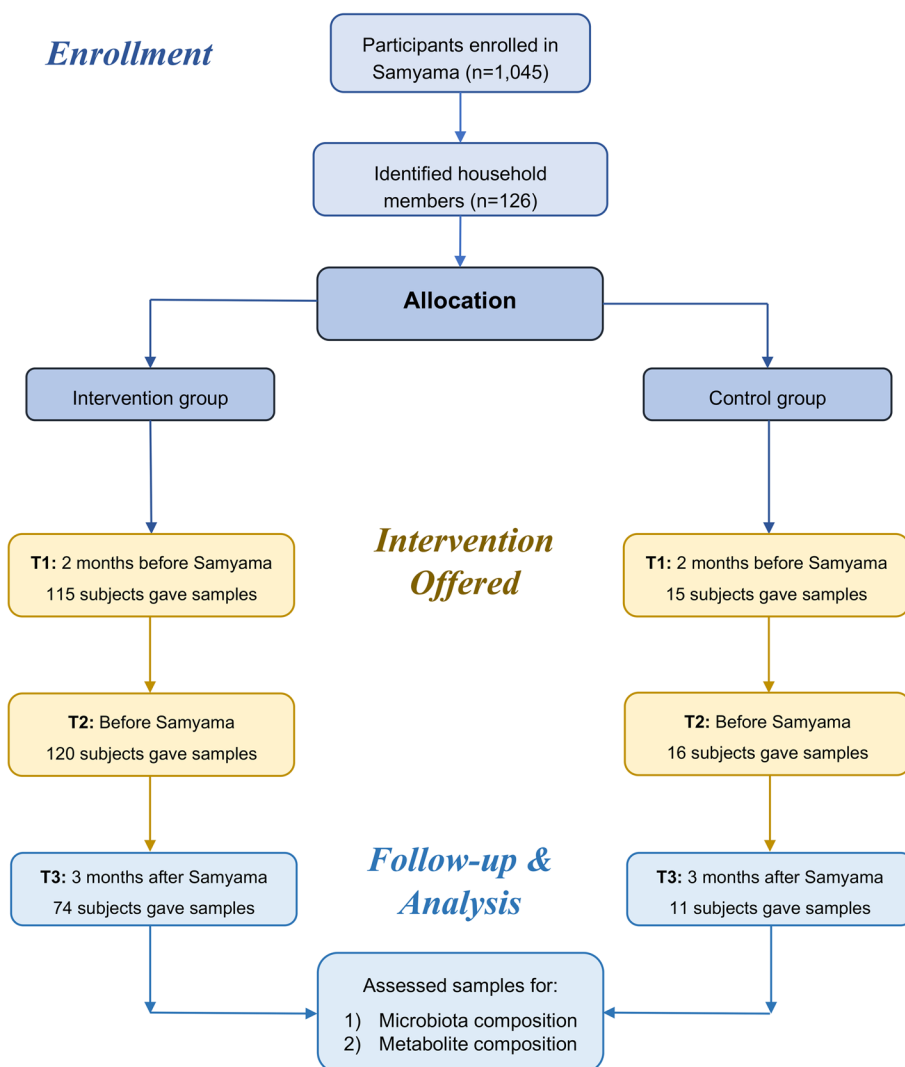 Enrollment
Participants enrolled in
Samyama (n=1,045)
Identified household
members (n=126)
Allocation
Intervention group
Control group
Intervention
Offered
T1: 2 months before Samyama
115 subjects gave samples
T1: 2 months before Samyama
15 subjects gave samples
T2: Before Samyama
120 subjects gave samples
T2: Before Samyama
16 subjects gave samples
Follow-up &
Analysis
T3: 3 months after Samyama
74 subjects gave samples
T3: 3 months after Samyama
11 subjects gave samples
Assessed samples for:
1) Microbiota composition
2) Metabolite composition